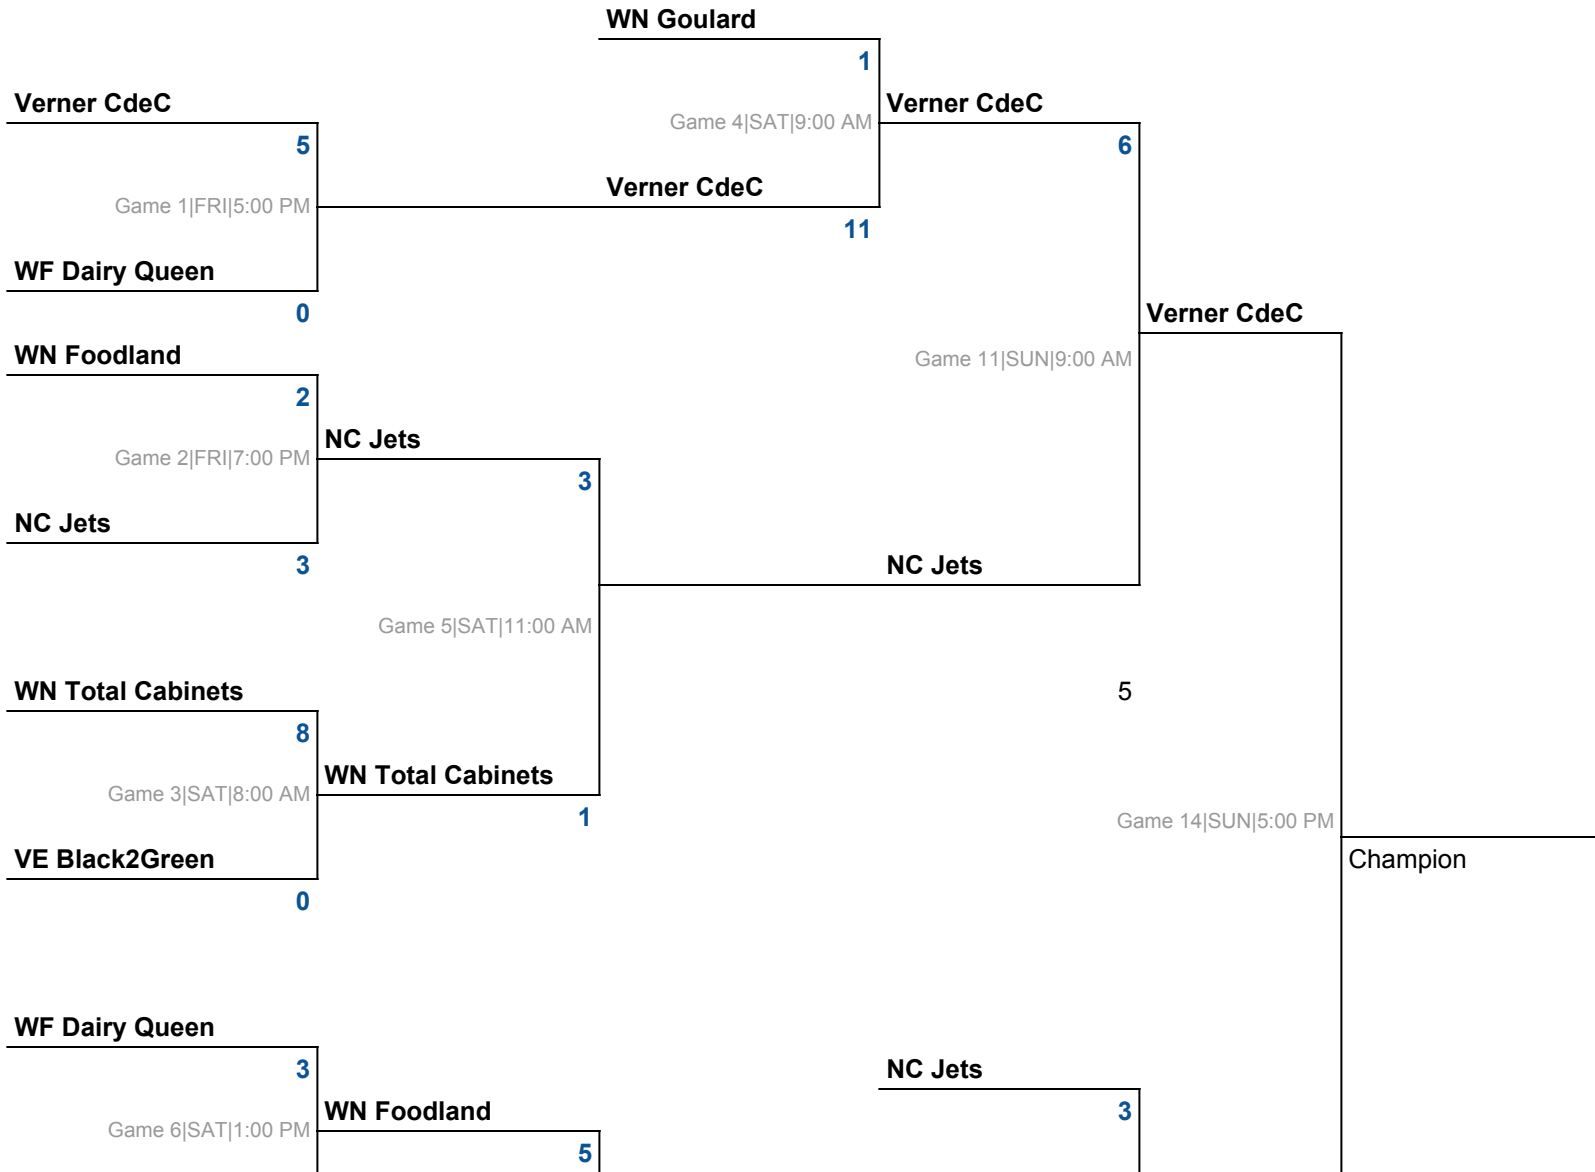 WN Goulard
1
Verner CdeC
Verner CdeC
Game 4|SAT|9:00 AM
5
6
Verner CdeC
Game 1|FRI|5:00 PM
11
WF Dairy Queen
0
Verner CdeC
WN Foodland
Game 11|SUN|9:00 AM
2
NC Jets
Game 2|FRI|7:00 PM
3
NC Jets
3
NC Jets
Game 5|SAT|11:00 AM
WN Total Cabinets
5
8
WN Total Cabinets
Game 3|SAT|8:00 AM
1
Game 14|SUN|5:00 PM
VE Black2Green
Champion
0
WF Dairy Queen
3
NC Jets
WN Foodland
3
Game 6|SAT|1:00 PM
5